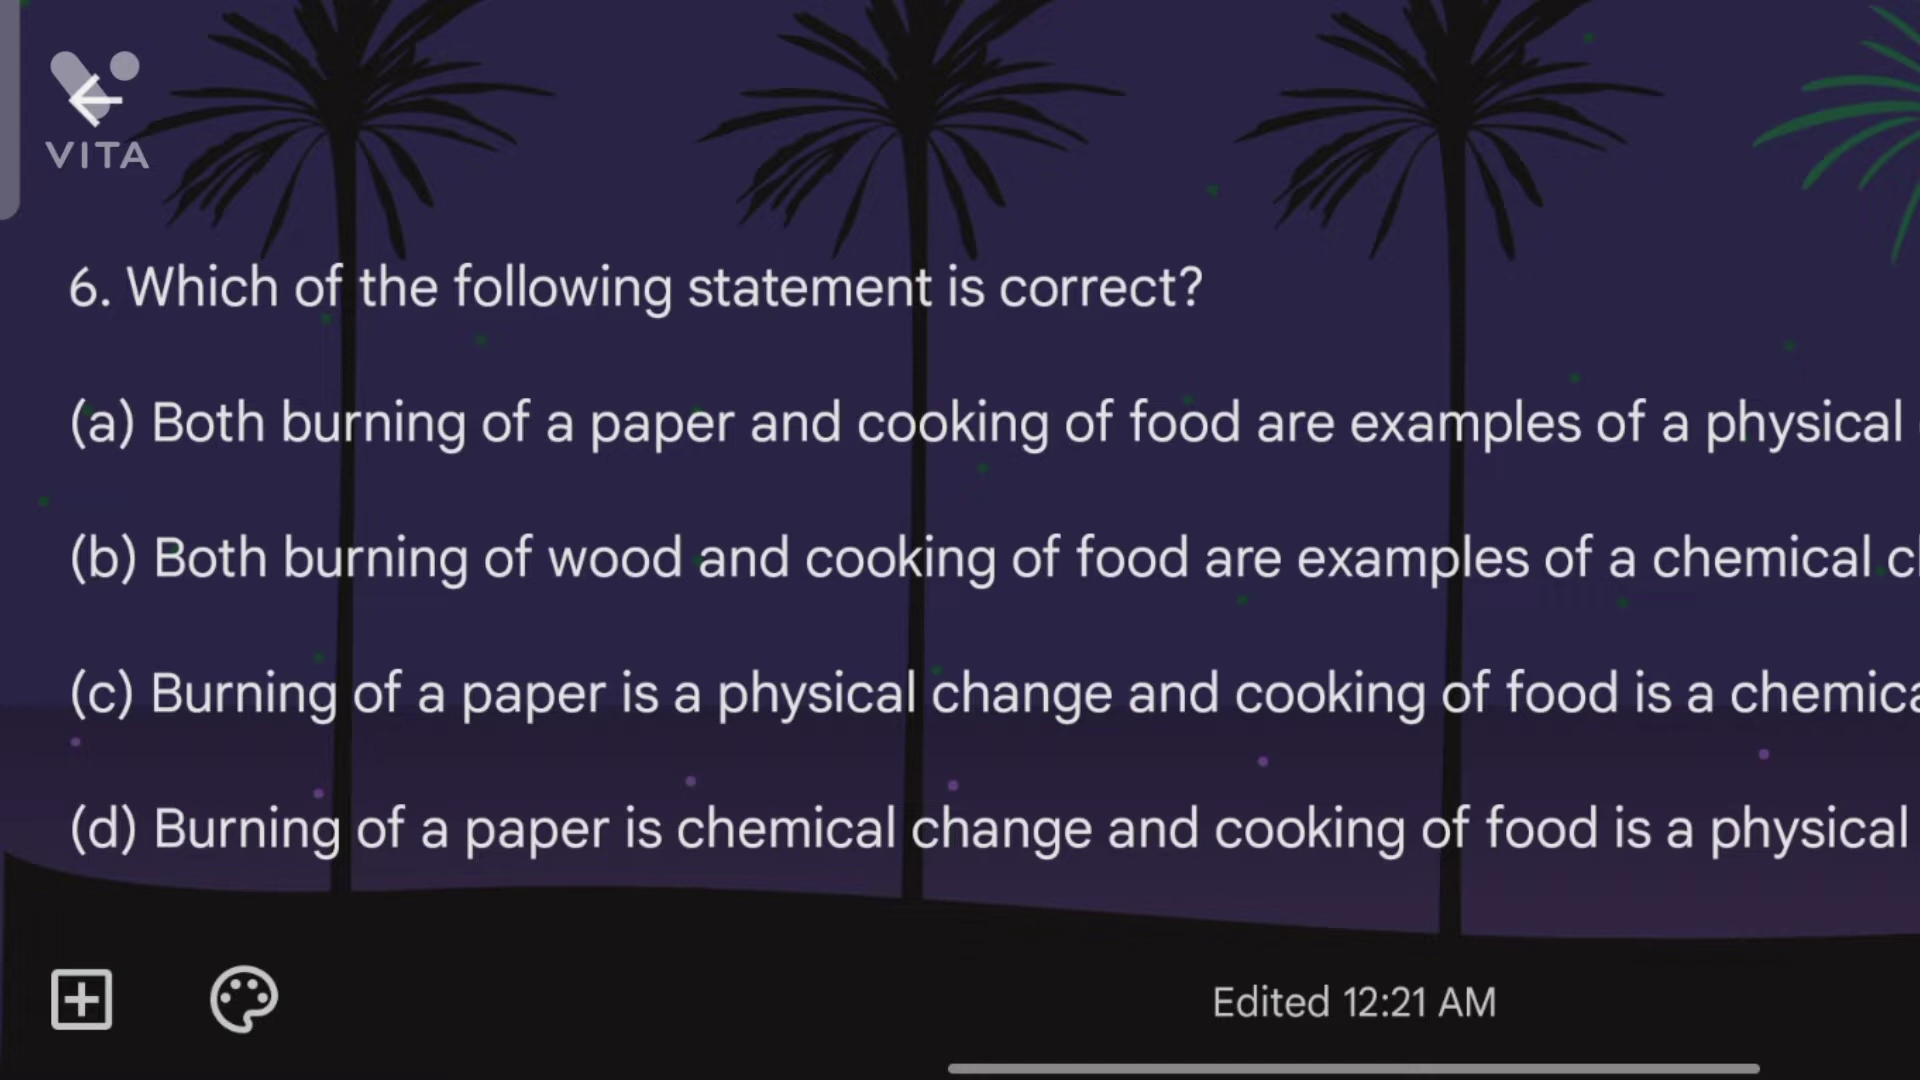 VITA
6. Which of the following statement is correct?
(a) Both burning of a paper and cooking of food are examples of a physical
(b) Both burning of wood and cooking of food are examples of a chemical
(c) Burning of a paper is a physical change and cooking of food is a
(d) Burning of a paper is chemical change and cooking of food is a physical
Edited 12:21 AM